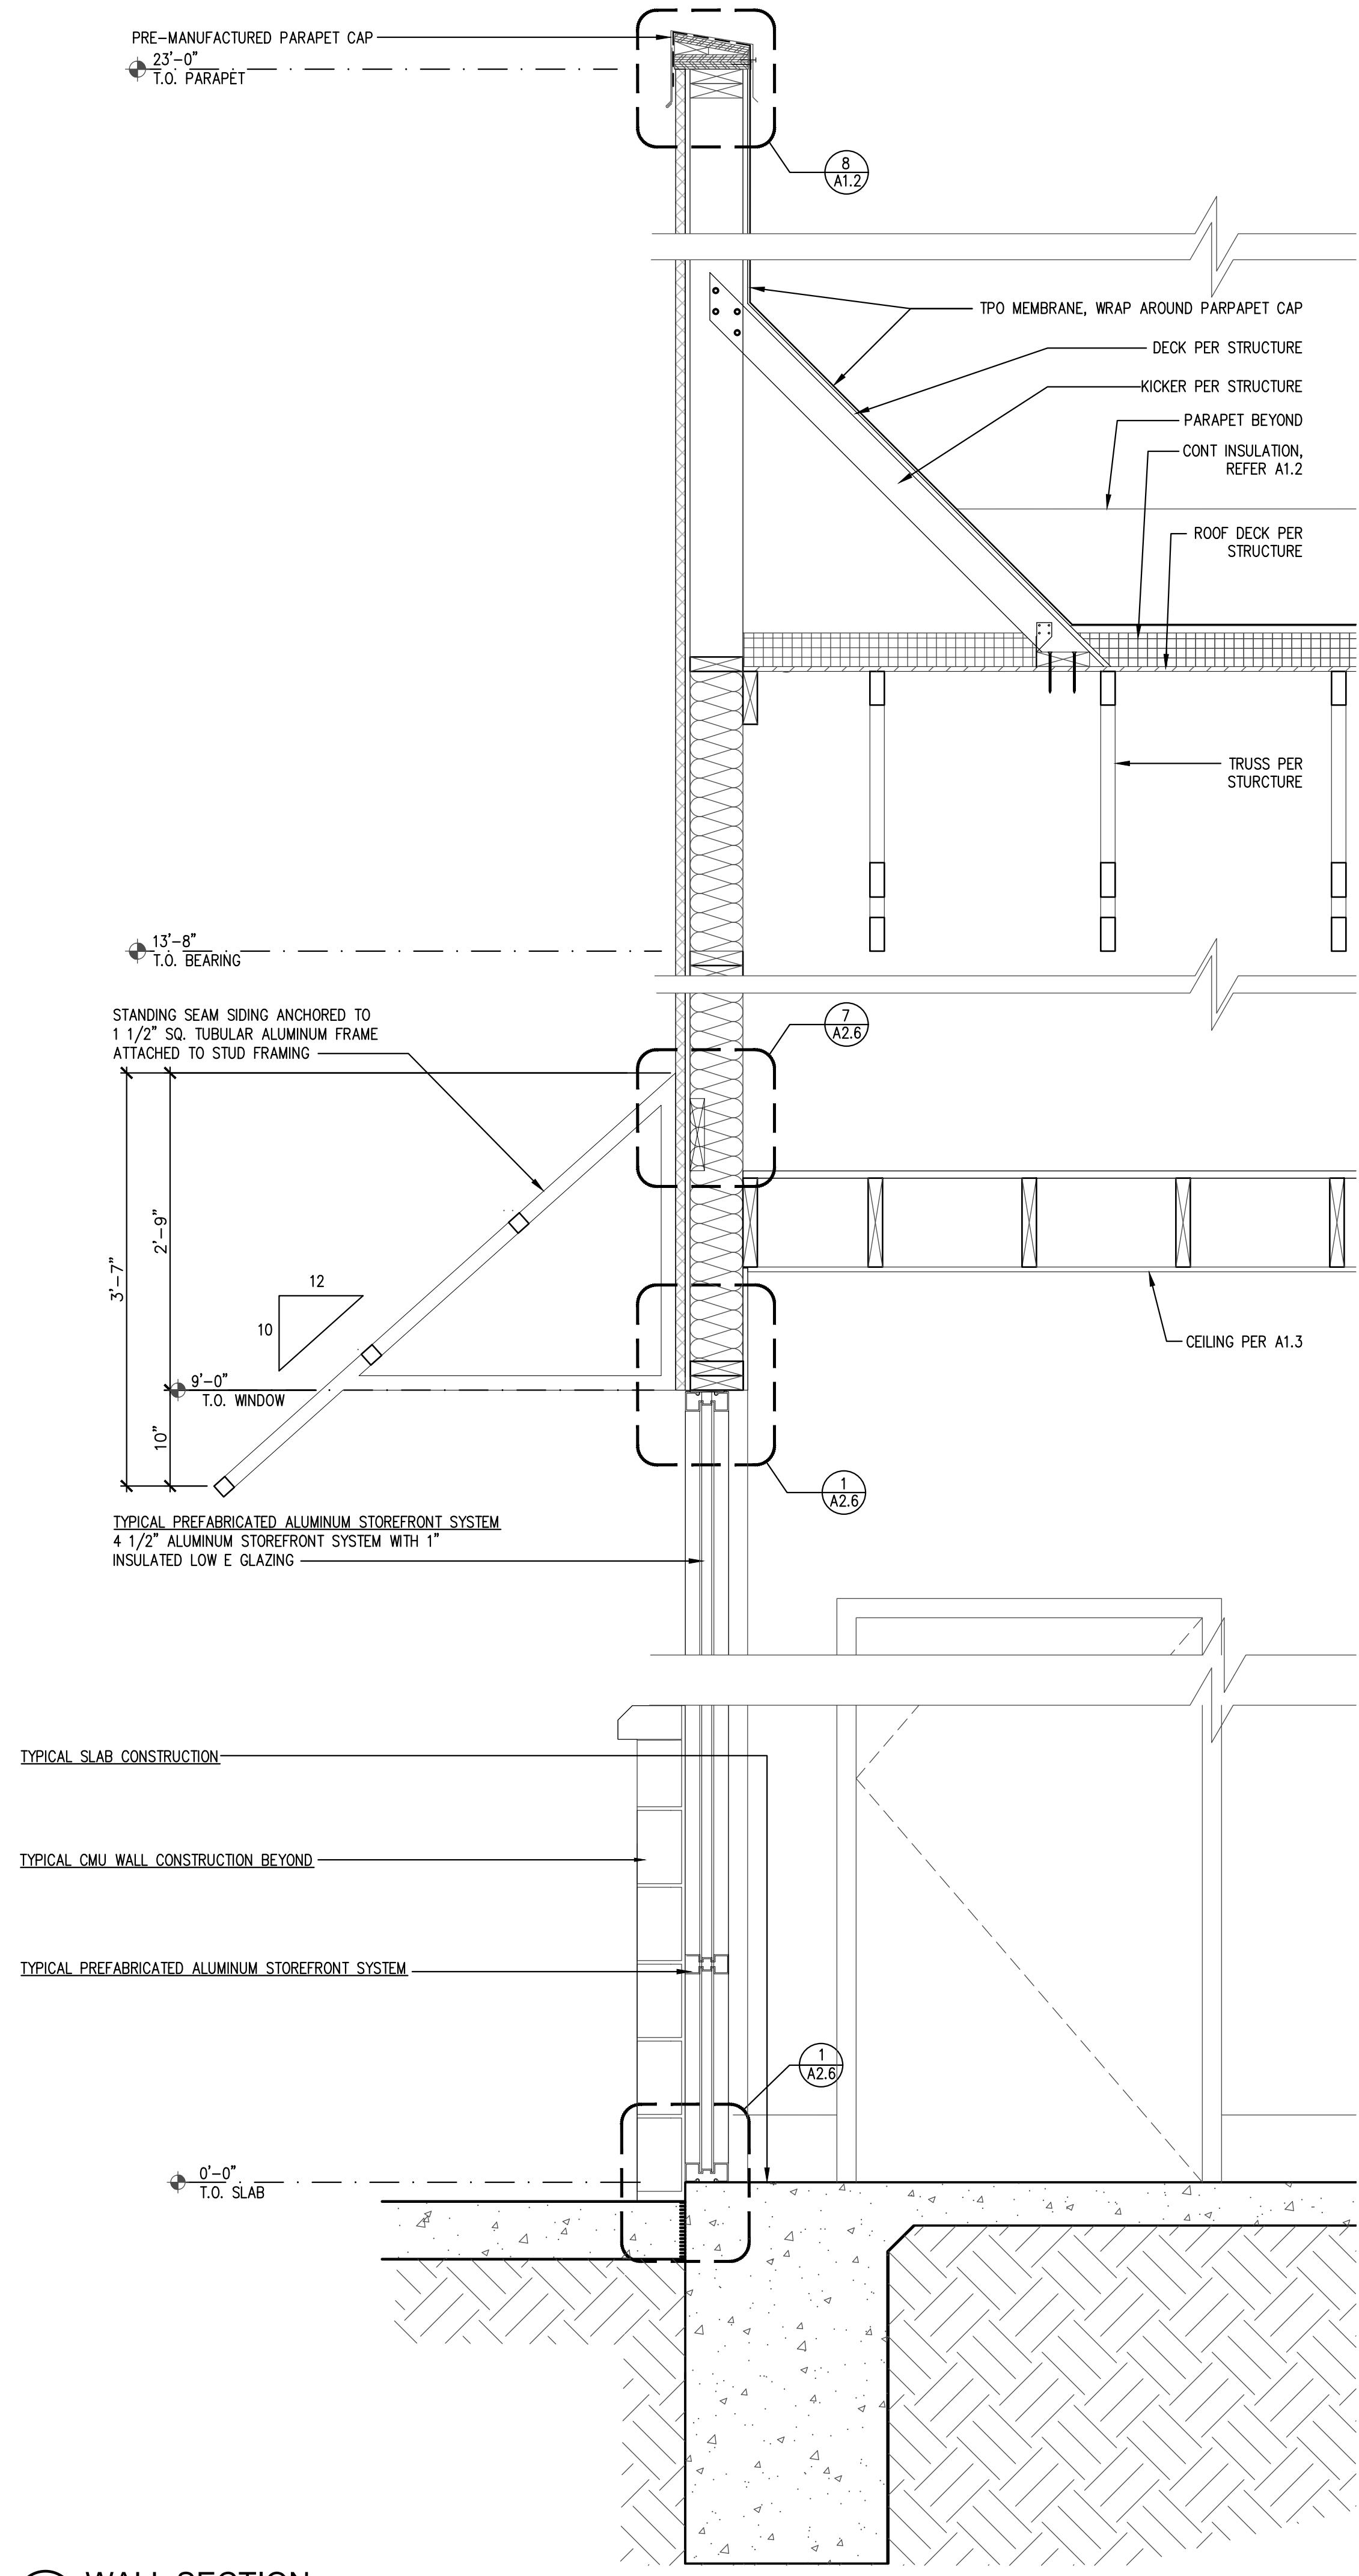 PRE-MANUFACTURED PARAPET CAP
23'-0"
T.O. PARAPET
8
A1.2
TPO MEMBRANE, WRAP AROUND PARPAPET CAP
DECK PER STRUCTURE
KICKER PER STRUCTURE
PARAPET BEYOND
CONT INSULATION,
REFER A1.2
ROOF DECK PER
STRUCTURE
TRUSS PER
STURCTURE
13'-8"
T.O. BEARING
STANDING SEAM SIDING ANCHORED TO
1 1/2" SQ. TUBULAR ALUMINUM FRAME
ATTACHED TO STUD FRAMING
7
A2.6
3'-7"
2'-9"
12
10
CEILING PER A1.3
9'-0"
T.O. WINDOW
10"
1
A2.6
TYPICAL PREFABRICATED ALUMINUM STOREFRONT SYSTEM
4 1/2" ALUMINUM STOREFRONT SYSTEM WITH 1"
INSULATED LOW E GLAZING
TYPICAL SLAB CONSTRUCTION
TYPICAL CMU WALL CONSTRUCTION BEYOND
TYPICAL PREFABRICATED ALUMINUM STOREFRONT SYSTEM
1
A2.6
0'-0"
T.O. SLAB
WALL SECTION